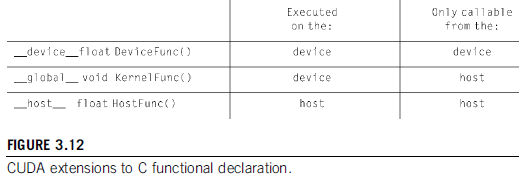 Executed Only callable
on the: from the:
__device__float DeviceFunc() device device
__global__ void KernelFunc() device host
__host__ float HostFunc() host host
FIGURE 3.12
CUDA extensions to C functional declaration.